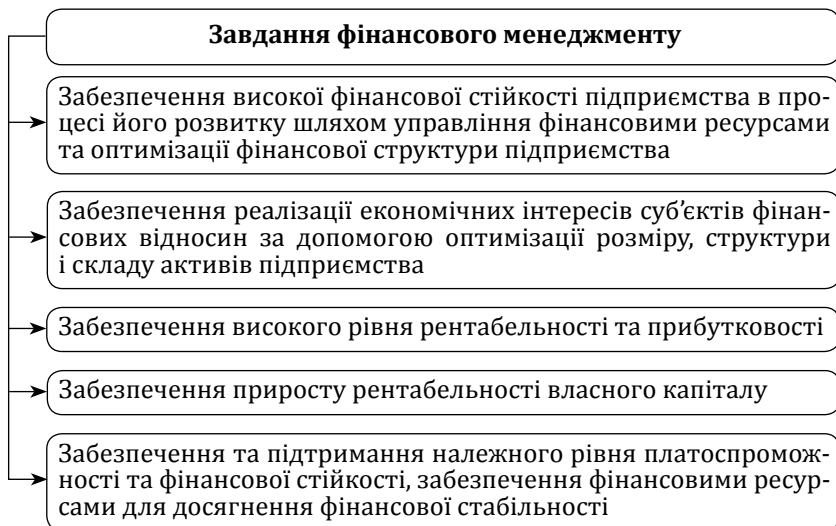 Завдання фінансового менеджменту
Забезпечення високої фінансової стійкості підприємства в про-
цесі його розвитку шляхом управління фінансовими ресурсами
та оптимізації фінансової структури підприємства
Забезпечення реалізації економічних інтересів суб’єктів фінан-
сових відносин за допомогою оптимізації розміру, структури
і складу активів підприємства
Забезпечення високого рівня рентабельності та прибутковості
Забезпечення приросту рентабельності власного капіталу
Забезпечення та підтримання належного рівня платоспромож-
ності та фінансової стійкості, забезпечення фінансовими ресур-
сами для досягнення фінансової стабільності